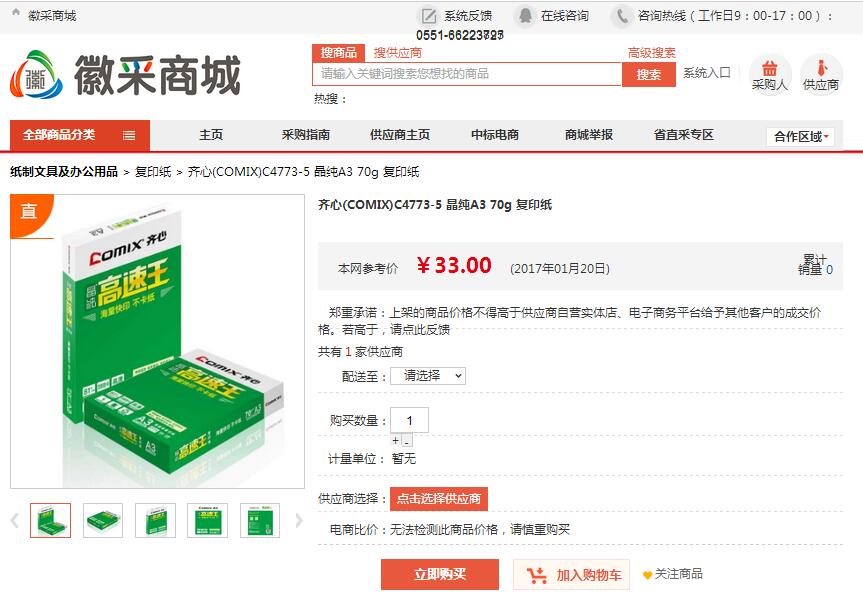 徽采商城
系统反馈
在线咨询
咨询热线（工作日9：00-17：00）：
徽采商城
搜商品 搜供应商
高级搜索
请输入关键词搜索您想找的商品
搜索
系统入口
采购人
供应商
热搜：
全部商品分类
主页
采购指南
供应商主页
中标电商
商城举报
省直采专区
合作区域
纸制文具及办公用品 > 复印纸 > 齐心(COMIX)C4773-5 晶纯A3 70g 复印纸
直
COMIX 齐心
晶纯
高速王
海量快印 不卡纸
COMIX 齐心
高速王
A3
齐心(COMIX)C4773-5 晶纯A3 70g 复印纸
本网参考价 ￥33.00 (2017年01月20日)
累计
销量 0
郑重承诺：上架的商品价格不得高于供应商自营实体店、电子商务平台给予其他客户的成交价
格。若高于，请点此反馈
共有 1 家供应商
配送至： 请选择
购买数量： 1
+ -
计量单位： 暂无
供应商选择： 点击选择供应商
电商比价：无法检测此商品价格，请慎重购买
立即购买
加入购物车
关注商品